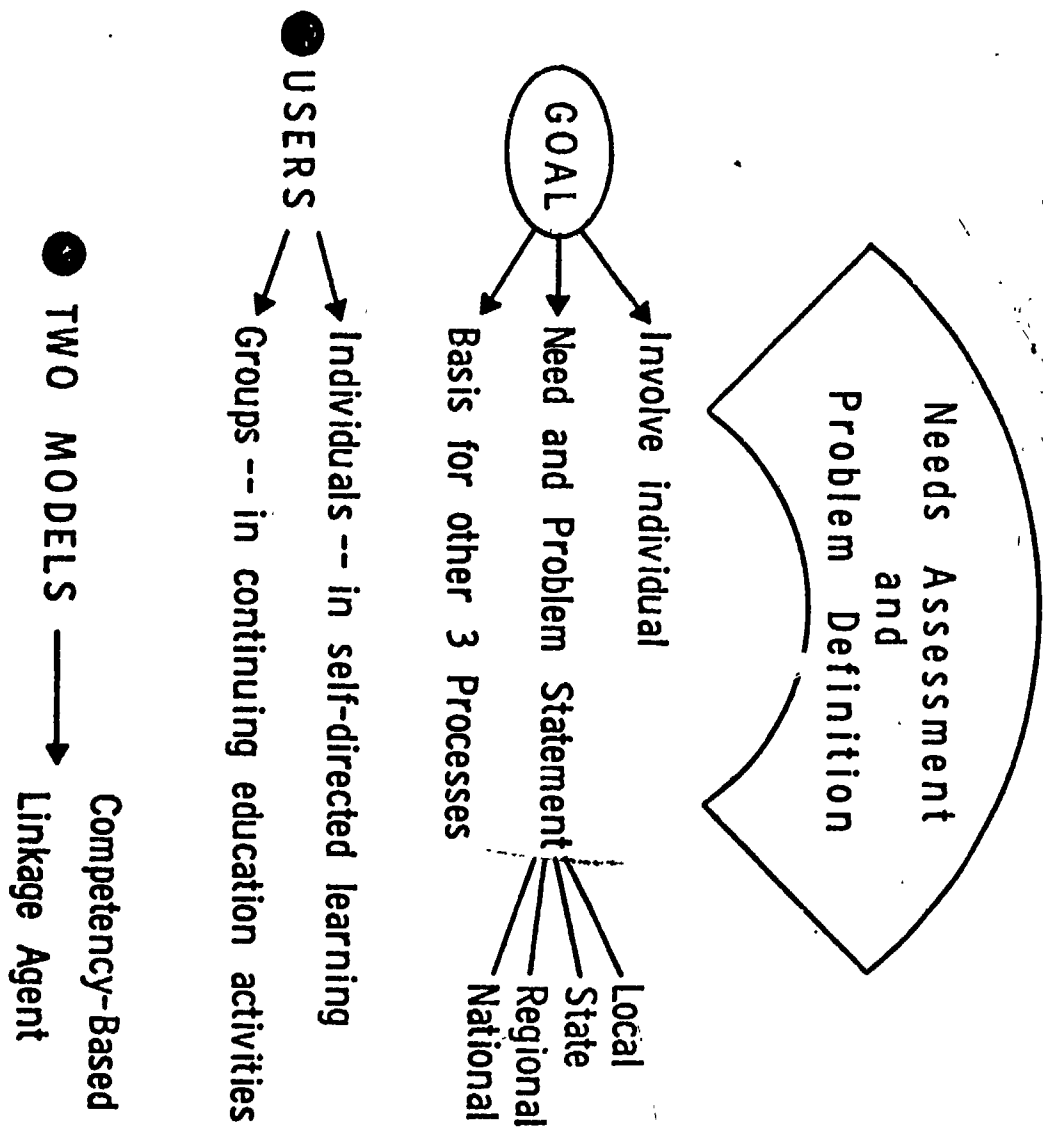 Needs Assessment
and
Problem Definition
GOAL
Involve individual
Need and Problem Statement
Local
State
Regional
National
Basis for other 3 Processes
USERS
Individuals -- in self-directed learning
Groups -- in continuing education activities
TWO MODELS
Competency-Based
Linkage Agent